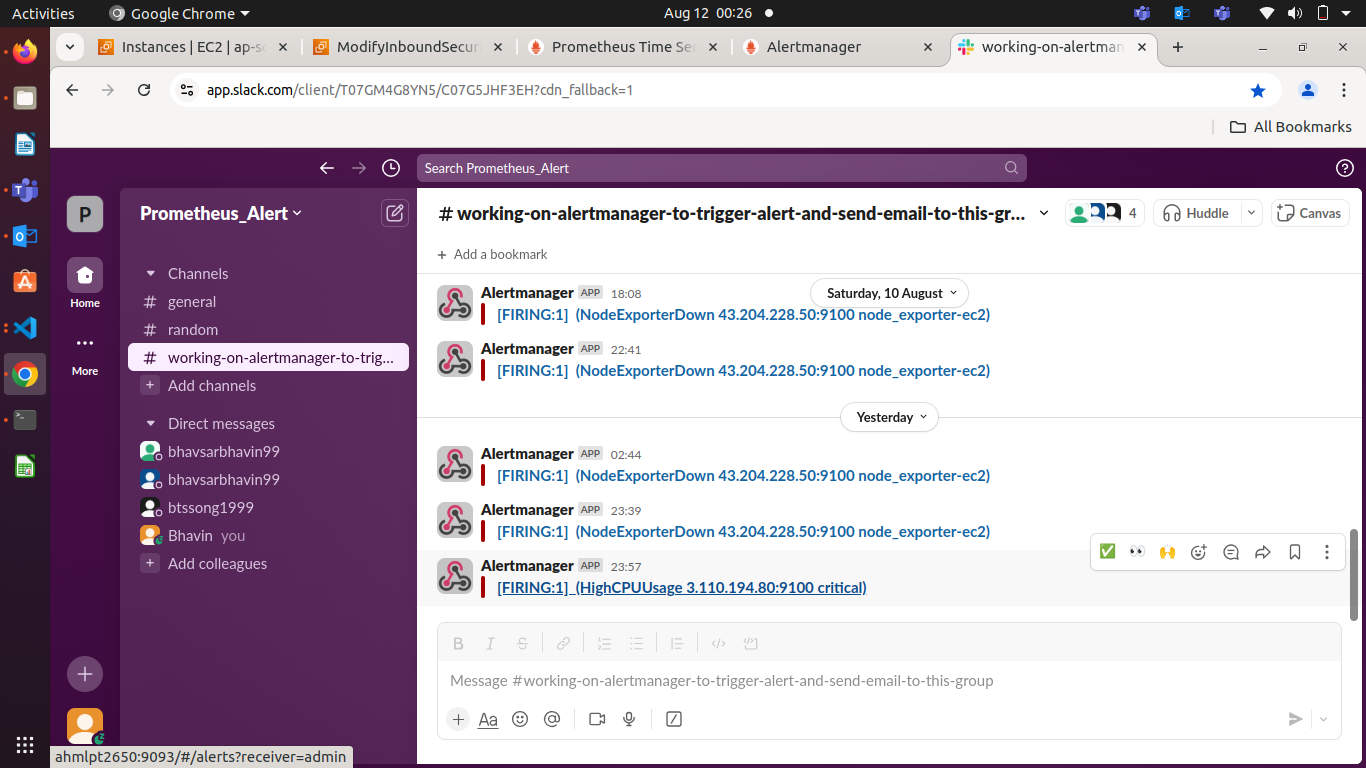 Activities
Google Chrome
Aug 12 00:26
Instances | EC2 | ap-so
ModifyInboundSecur
Prometheus Time Se
Alertmanager
working-on-alertman
app.slack.com/client/T07GM4G8YN5/C07G5JHF3EH?cdn_fallback=1
All Bookmarks
Search Prometheus_Alert
P
Home
More
Prometheus_Alert
Channels
# general
# random
# working-on-alertmanager-to-trig...
+ Add channels
Direct messages
bhavsarbhavin99
bhavsarbhavin99
btssong1999
Bhavin you
+ Add colleagues
# working-on-alertmanager-to-trigger-alert-and-send-email-to-this-gr...
4
Huddle
Canvas
+ Add a bookmark
Saturday, 10 August
Alertmanager APP 18:08
[FIRING:1] (NodeExporterDown 43.204.228.50:9100 node_exporter-ec2)
Alertmanager APP 22:41
[FIRING:1] (NodeExporterDown 43.204.228.50:9100 node_exporter-ec2)
Yesterday
Alertmanager APP 02:44
[FIRING:1] (NodeExporterDown 43.204.228.50:9100 node_exporter-ec2)
Alertmanager APP 23:39
[FIRING:1] (NodeExporterDown 43.204.228.50:9100 node_exporter-ec2)
Alertmanager APP 23:57
[FIRING:1] (HighCPUUsage 3.110.194.80:9100 critical)
B I S
Message #working-on-alertmanager-to-trigger-alert-and-send-email-to-this-group
Aa
ahmlpt2650:9093/#/alerts?receiver=admin